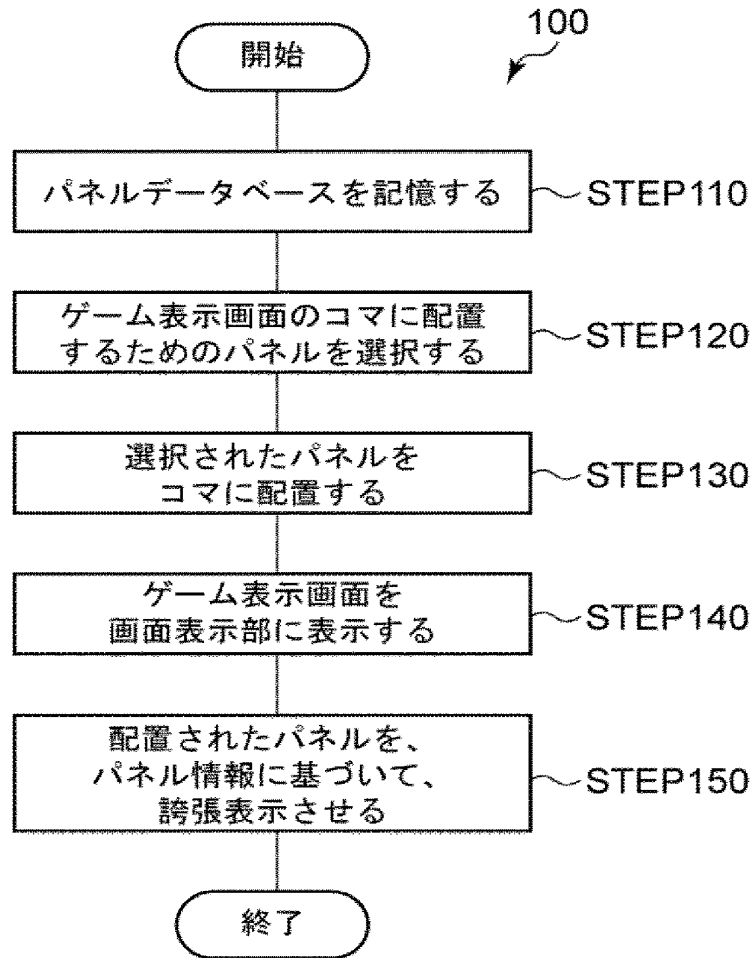 100
開始
パネルデータベースを記憶する
STEP110
ゲーム表示画面のコマに配置
するためのパネルを選択する
STEP120
選択されたパネルを
コマに配置する
STEP130
ゲーム表示画面を
画面表示部に表示する
STEP140
配置されたパネルを、
パネル情報に基づいて、
誇張表示させる
STEP150
終了